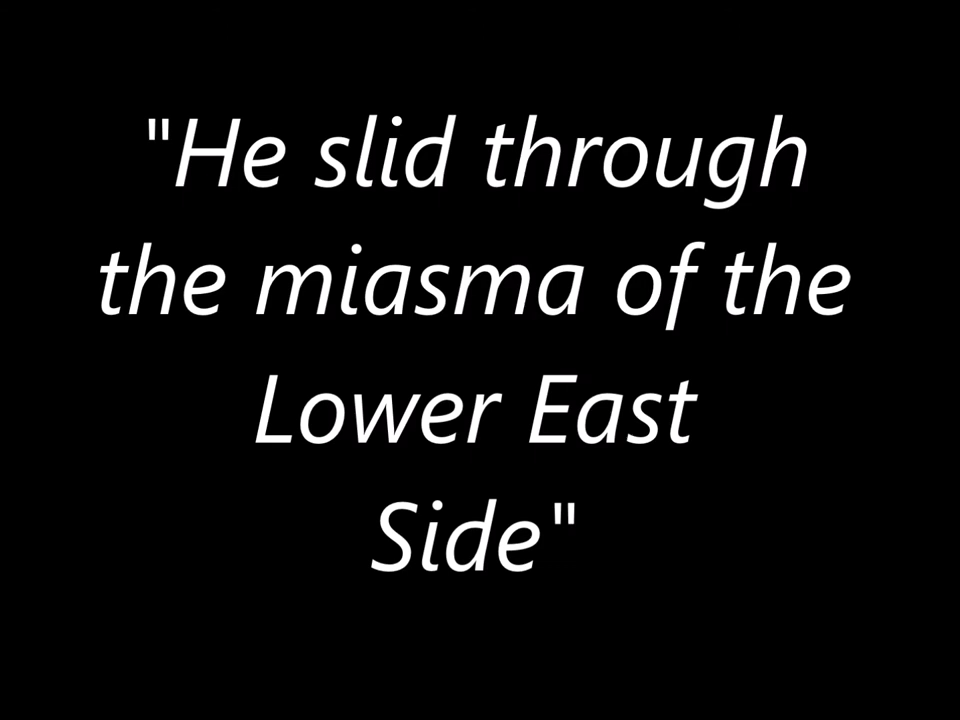 "He slid through
the miasma of the
Lower East
Side"